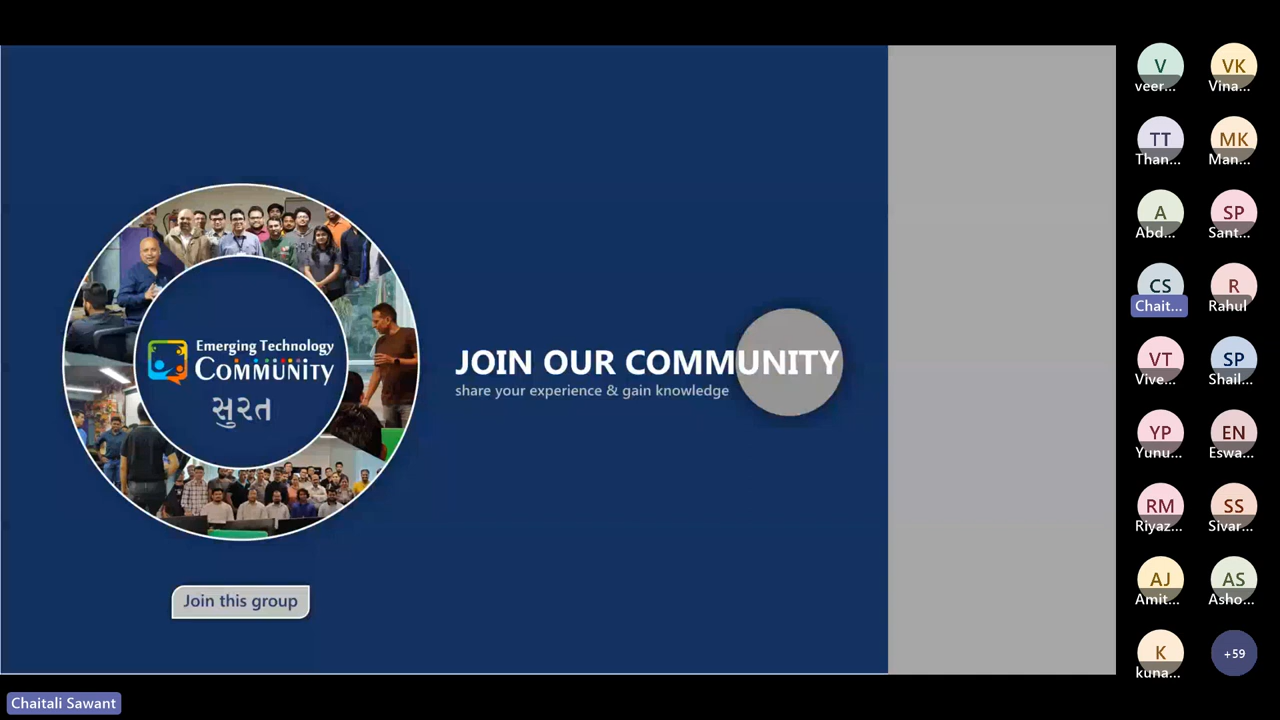 Emerging Technology
COMMUNITY
સુરત
JOIN OUR COMMUNITY
share your experience & gain knowledge
Join this group
V
veer...
VK
Vina...
TT
Than...
MK
Man...
A
Abd...
SP
Sant...
CS
Chait...
R
Rahul
VT
Vive...
SP
Shail...
YP
Yunu...
EN
Eswa...
RM
Riyaz...
SS
Sivar...
AJ
Amit...
AS
Asho...
K
kuna...
+59
Chaitali Sawant